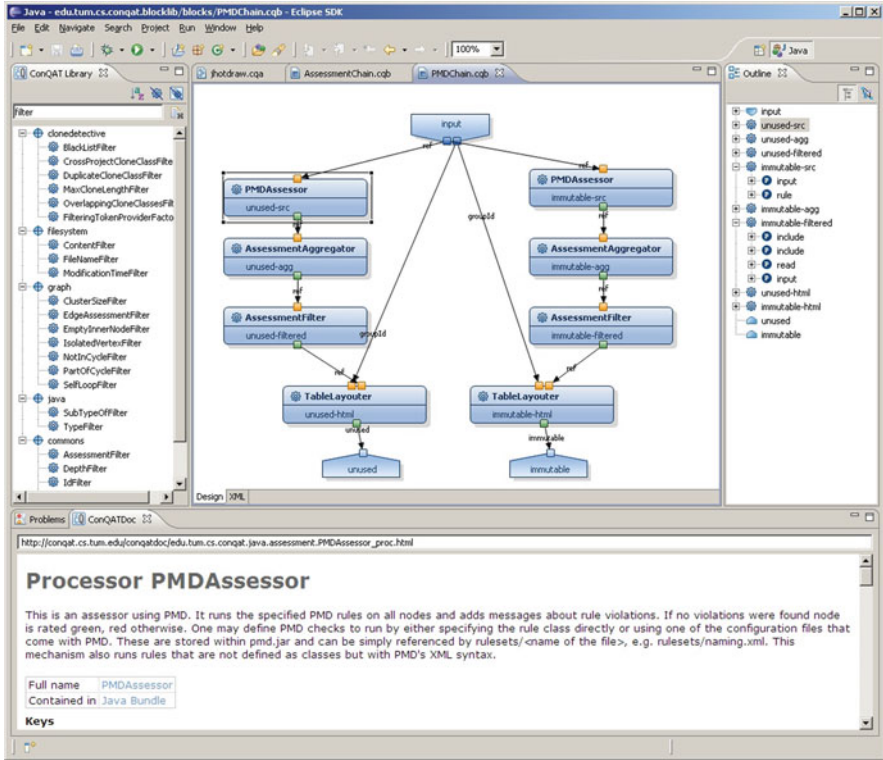 Java - edu.tum.cs.conqat.blocklib/blocks/PMDChain.cqb - Eclipse SDK
File Edit Navigate Search Project Run Window Help
100%
Java
ConQAT Library
jhotdraw.cqa
AssessmentChain.cqb
PMDChain.cqb
Outline
filter
clonedetective
BlackListFilter
CrossProjectCloneClassFilte
DuplicateCloneClassFilter
MaxCloneLengthFilter
OverlappingCloneClassesFilt
FilteringTokenProviderFacto
filesystem
ContentFilter
FileNameFilter
ModificationTimeFilter
graph
ClusterSizeFilter
EdgeAssessmentFilter
EmptyInnerNodeFilter
IsolatedVertexFilter
NotInCycleFilter
PartOfCycleFilter
SelfLoopFilter
java
SubTypeOfFilter
TypeFilter
commons
AssessmentFilter
DepthFilter
IdFilter
input
ref
ref
PMDAssessor
unused-src
PMDAssessor
immutable-src
ref
groupId
ref
AssessmentAggregator
unused-agg
AssessmentAggregator
immutable-agg
ref
ref
AssessmentFilter
unused-filtered
AssessmentFilter
immutable-filtered
groupId
ref
ref
TableLayouter
unused-html
TableLayouter
immutable-html
unused
immutable
unused
immutable
Design XML
input
unused-src
unused-agg
unused-filtered
immutable-src
input
rule
immutable-agg
immutable-filtered
include
include
read
input
unused-html
immutable-html
unused
immutable
Problems
ConQATDoc
http://conqat.cs.tum.edu/conqatdoc/edu.tum.cs.conqat.java.assessment.PMDAssessor_proc.html
Processor PMDAssessor
This is an assessor using PMD. It runs the specified PMD rules on all nodes and adds messages about rule violations. If no violations were found node
is rated green, red otherwise. One may define PMD checks to run by either specifying the rule class directly or using one of the configuration files that
come with PMD. These are stored within pmd.jar and can be simply referenced by rulesets/<name of the file>, e.g. rulesets/naming.xml. This
mechanism also runs rules that are not defined as classes but with PMD's XML syntax.
Full name PMDAssessor
Contained in Java Bundle
Keys